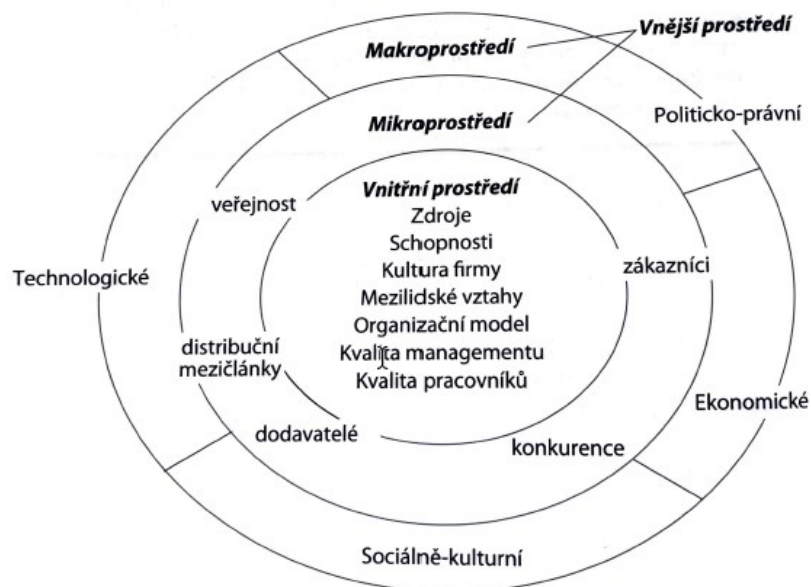 Makroprostředí
Vnější prostředí
Mikroprostředí
Politicko-právní
Vnitřní prostředí
veřejnost
Zdroje
Schopnosti
Kultura firmy
zákazníci
Technologické
Mezilidské vztahy
Organizační model
distribuční
mezičlánky
Kvalita managementu
Kvalita pracovníků
Ekonomické
dodavatelé
konkurence
Sociálně-kulturní